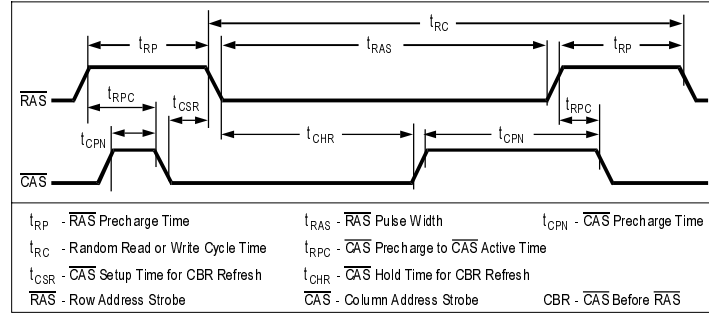 tRC
tRP tRAS tRP
RAS
tRPC tCSR tRPC
tCPN tCHR tCPN
CAS
tRP - RAS Precharge Time tRAS - RAS Pulse Width tCPN - CAS Precharge Time
tRC - Random Read or Write Cycle Time tRPC - CAS Precharge to CAS Active Time
tCSR - CAS Setup Time for CBR Refresh tCHR - CAS Hold Time for CBR Refresh
RAS - Row Address Strobe CAS - Column Address Strobe CBR - CAS Before RAS